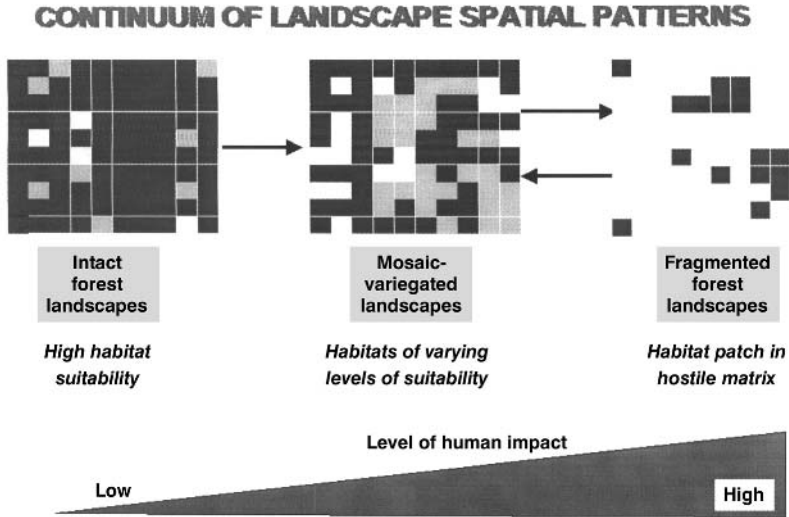 CONTINUUM OF LANDSCAPE SPATIAL PATTERNS
Intact
forest
landscapes
Mosaic-
variegated
landscapes
Fragmented
forest
landscapes
High habitat
suitability
Habitats of varying
levels of suitability
Habitat patch in
hostile matrix
Level of human impact
Low
High